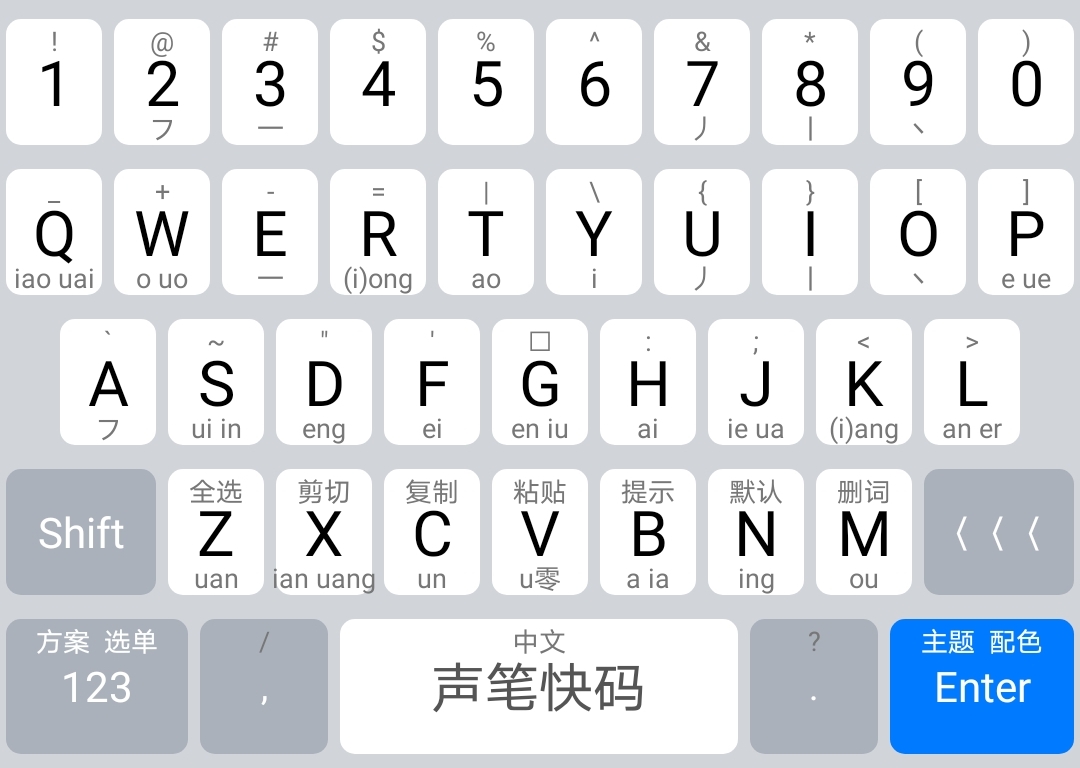 ! @ # $ % ^ & * ( )
1 2 3 4 5 6 7 8 9 0
フ 一 丿 丨 丶
_ + - = | \ { } [ ]
Q W E R T Y U I O P
iao uai o uo 一 (i)ong ao i 丿 丨 丶 e ue
` ~ " ' □ : ; < >
A S D F G H J K L
フ ui in eng ei en iu ai ie ua (i)ang an er
全选 剪切 复制 粘贴 提示 默认 删词
Shift Z X C V B N M 〈〈〈
uan ian uang un u零 a ia ing ou
方案 选单 / 中文 ? 主题 配色
123 , 声笔快码 . Enter